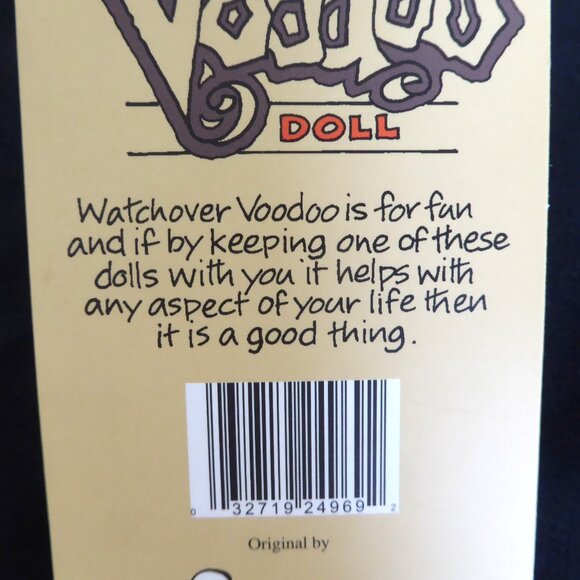 Voodoo
DOLL
Watchover Voodoo is for fun
and if by keeping one of these
dolls with you it helps with
any aspect of your life then
it is a good thing.
0 32719 24969 2
Original by